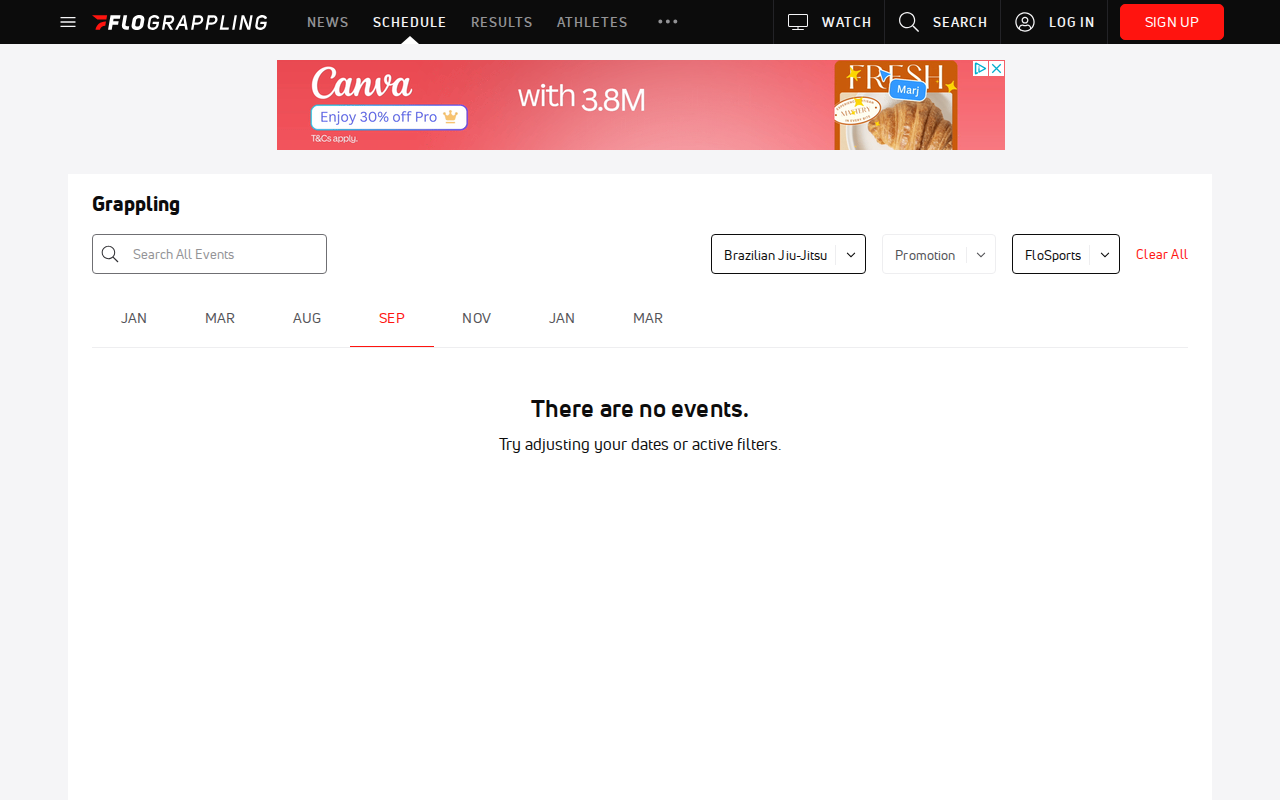 FLOGRAPPLING NEWS SCHEDULE RESULTS ATHLETES ••• WATCH SEARCH LOG IN SIGN UP
Canva
Enjoy 30% off Pro
T&Cs apply.
with 3.8M
FRESH
Marj
Grappling
Search All Events
Brazilian Jiu-Jitsu Promotion FloSports Clear All
JAN MAR AUG SEP NOV JAN MAR
There are no events.
Try adjusting your dates or active filters.